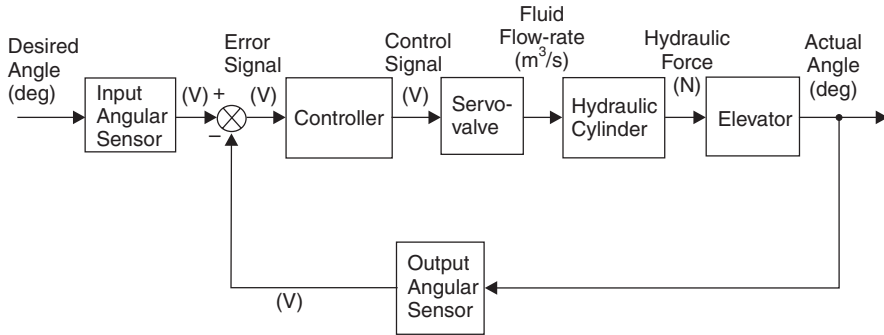 Desired
Angle
(deg)
Input
Angular
Sensor
(V) +
−
Error
Signal
(V)
Controller
Control
Signal
(V)
Servo-
valve
Fluid
Flow-rate
(m³/s)
Hydraulic
Cylinder
Hydraulic
Force
(N)
Elevator
Actual
Angle
(deg)
Output
Angular
Sensor
(V)